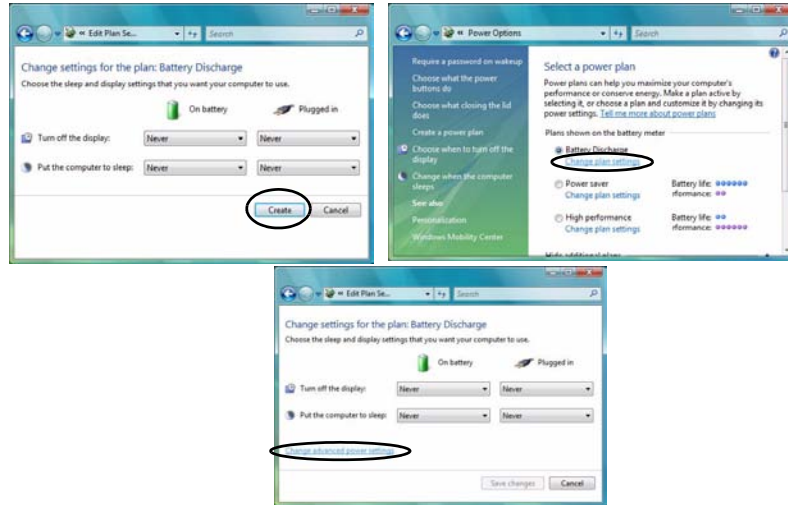 Edit Plan Se...
Search
Change settings for the plan: Battery Discharge
Choose the sleep and display settings that you want your computer to use.
On battery
Plugged in
Turn off the display:
Never
Never
Put the computer to sleep:
Never
Never
Create
Cancel
Power Options
Search
Require a password on wakeup
Choose what the power
buttons do
Choose what closing the lid
does
Create a power plan
Choose when to turn off the
display
Change when the computer
sleeps
See also
Personalization
Windows Mobility Center
Select a power plan
Power plans can help you maximize your computer's
performance or conserve energy. Make a plan active by
selecting it, or choose a plan and customize it by changing its
power settings. Tell me more about power plans
Plans shown on the battery meter
Battery Discharge
Change plan settings
Power saver
Battery life:
Change plan settings
rformance:
High performance
Battery life:
Change plan settings
rformance:
Hide additional plans
Edit Plan Se...
Search
Change settings for the plan: Battery Discharge
Choose the sleep and display settings that you want your computer to use.
On battery
Plugged in
Turn off the display:
Never
Never
Put the computer to sleep:
Never
Never
Change advanced power settings
Save changes
Cancel